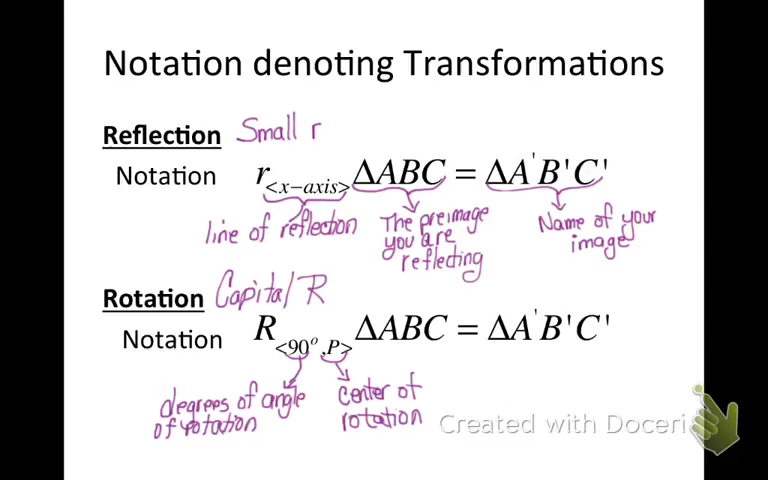 Notation denoting Transformations
Reflection Small r
Notation r<x−axis> ΔABC = ΔA'B'C'
line of reflection
The preimage
you are
reflecting
Name of your
image
Rotation Capital R
Notation R<90°,P> ΔABC = ΔA'B'C'
degrees of angle
of rotation
center of
rotation
Created with Doceri